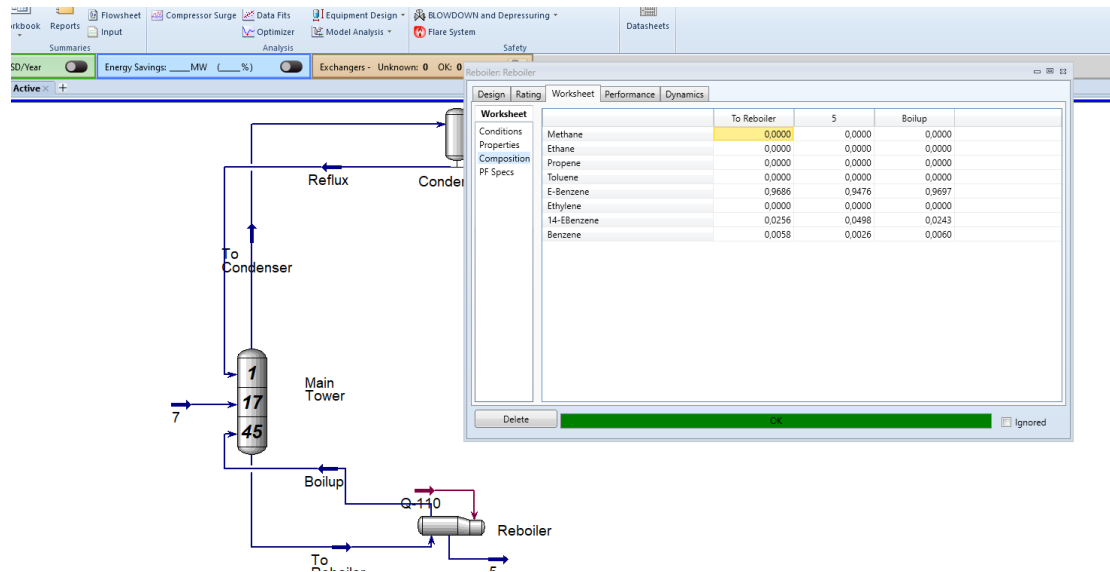 Flowsheet Compressor Surge Data Fits Equipment Design BLOWDOWN and Depressuring
Reports Input Optimizer Model Analysis Flare System Datasheets
Summaries Analysis Safety
Energy Savings: ____MW (____%) Exchangers - Unknown: 0 OK: 0
Active × +
Reboiler: Reboiler
Design Rating Worksheet Performance Dynamics
Worksheet To Reboiler 5 Boilup
Conditions
Properties
Composition
PF Specs
Methane 0,0000 0,0000 0,0000
Ethane 0,0000 0,0000 0,0000
Propene 0,0000 0,0000 0,0000
Toluene 0,0000 0,0000 0,0000
E-Benzene 0,9686 0,9476 0,9697
Ethylene 0,0000 0,0000 0,0000
14-EBenzene 0,0256 0,0498 0,0243
Benzene 0,0058 0,0026 0,0060
Delete OK Ignored
Reflux
To
Condenser
1
17
45
Main
Tower
7
Boilup
Q-110
Reboiler
To
5